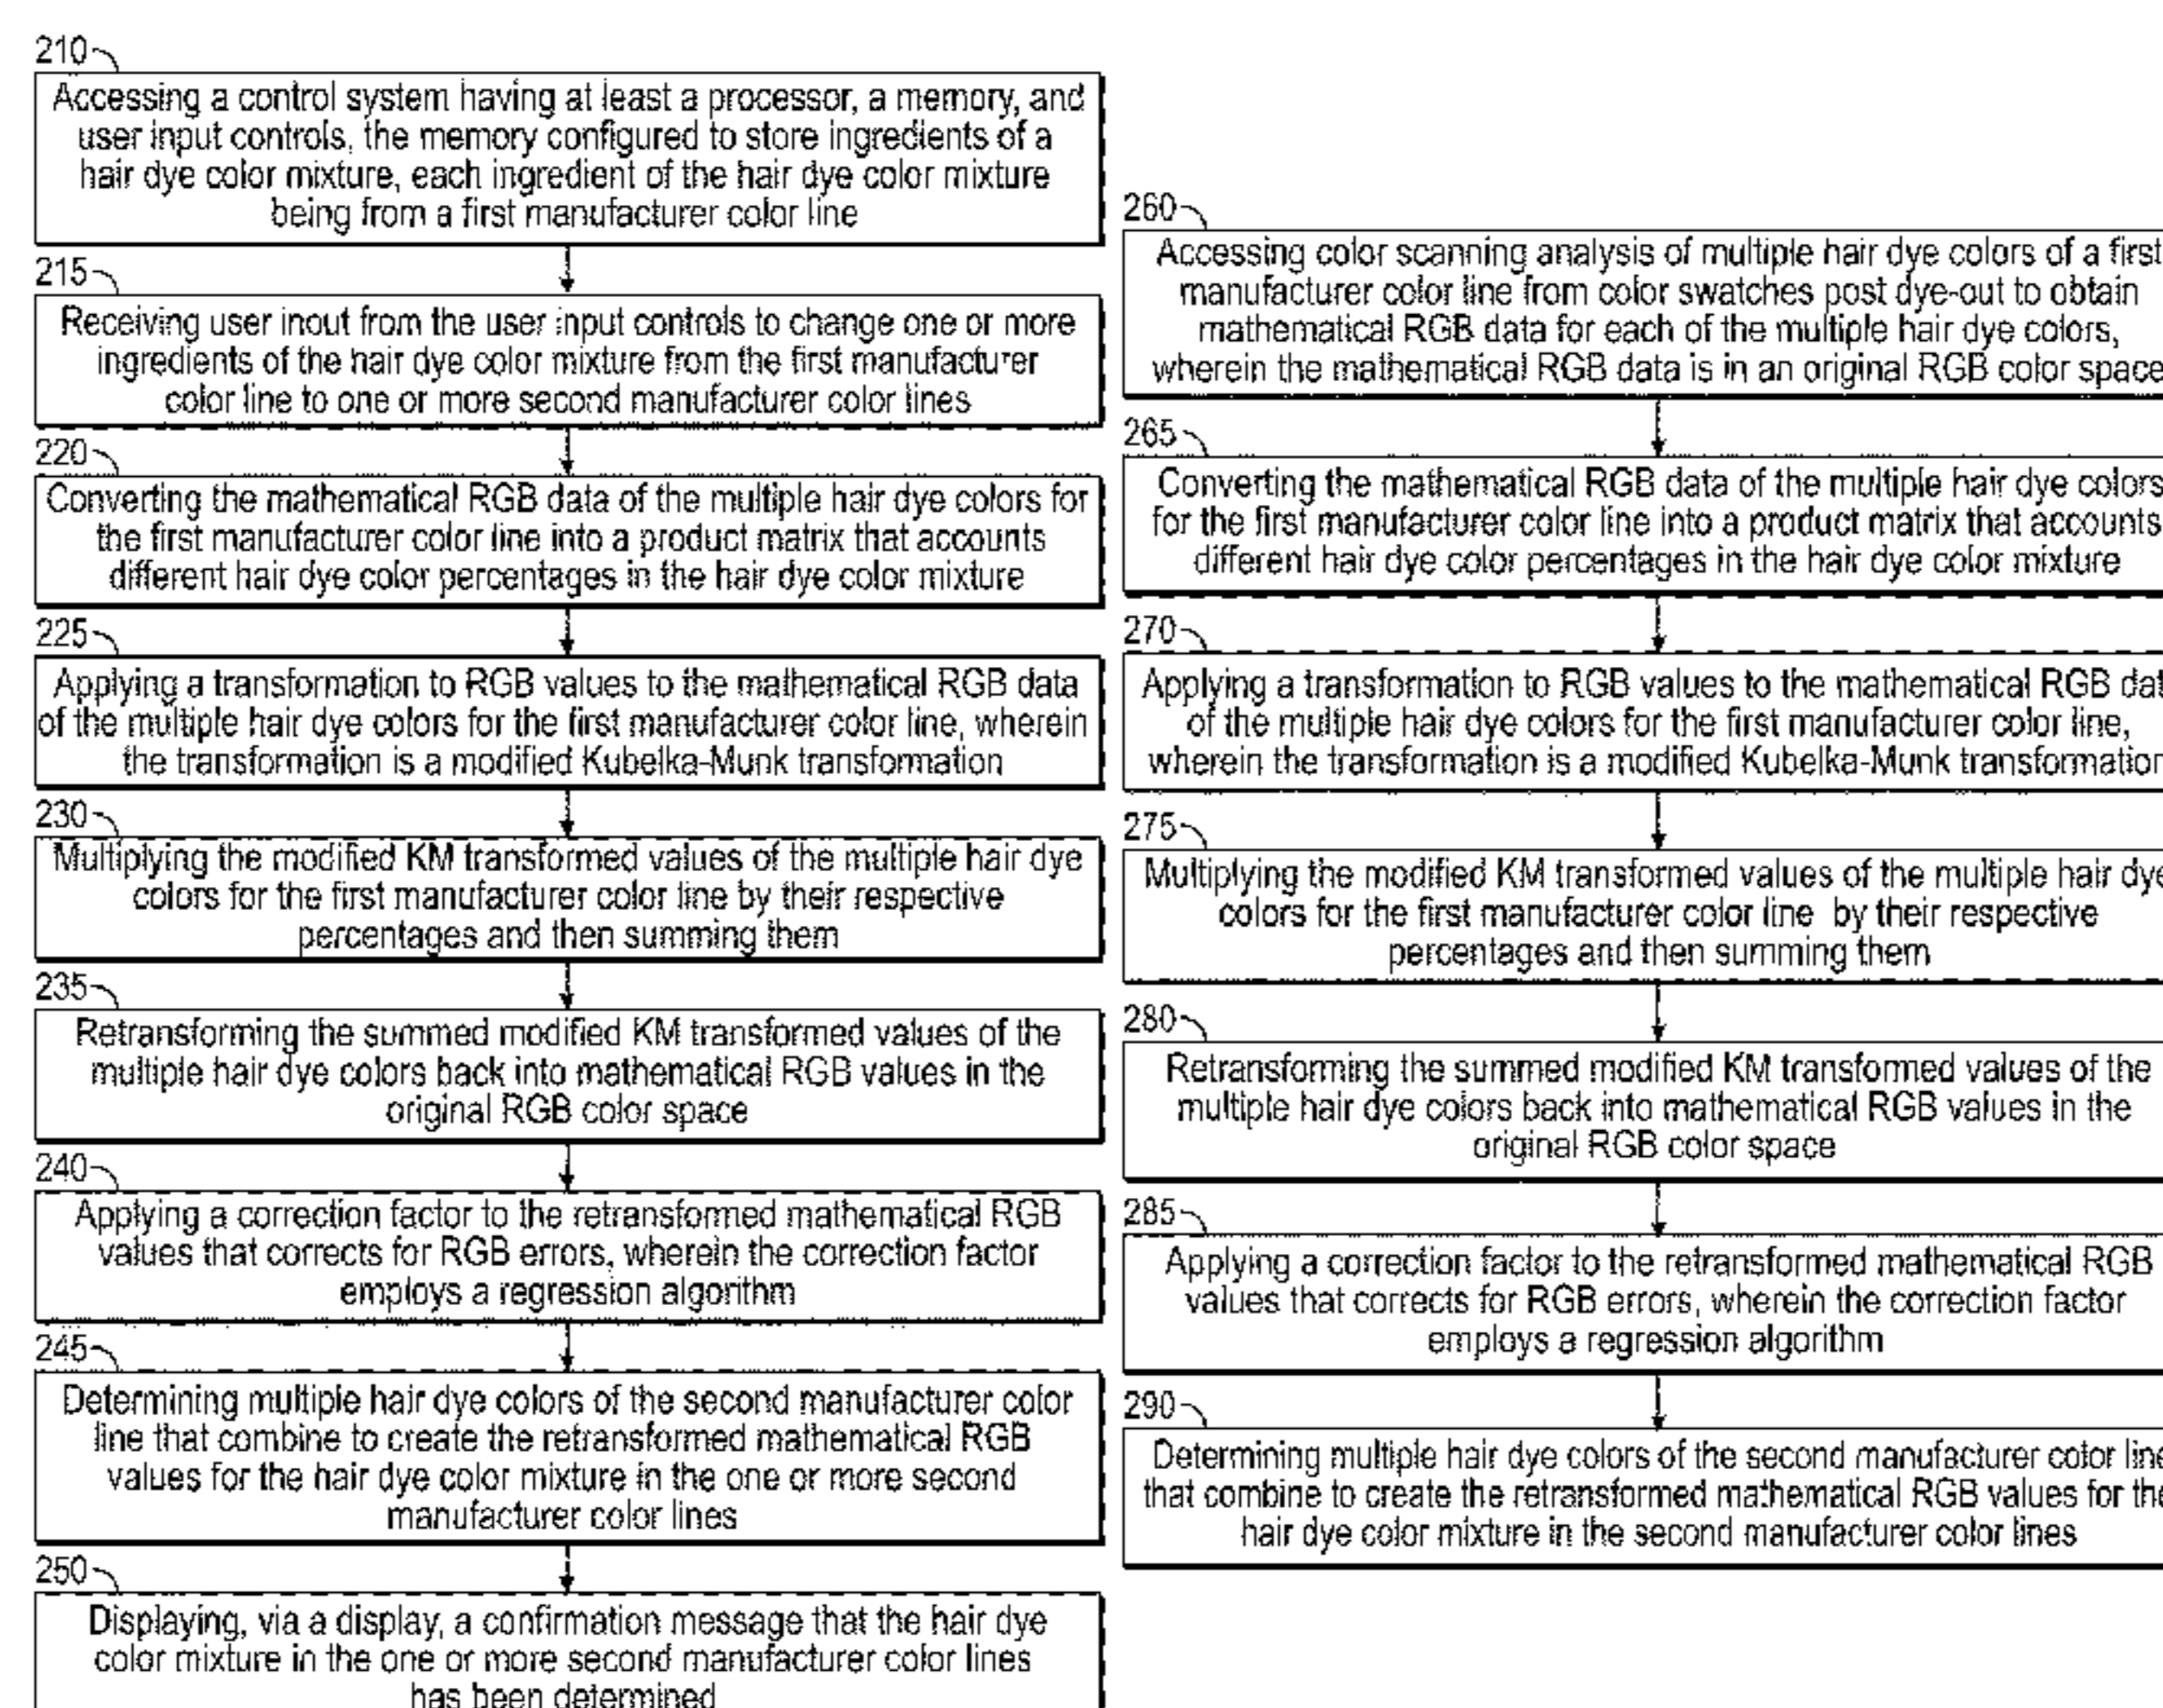 210
Accessing a control system having at least a processor, a memory, and
user input controls, the memory configured to store ingredients of a
hair dye color mixture, each ingredient of the hair dye color mixture
being from a first manufacturer color line
215
Receiving user inout from the user input controls to change one or more
ingredients of the hair dye color mixture from the first manufacturer
color line to one or more second manufacturer color lines
220
Converting the mathematical RGB data of the multiple hair dye colors for
the first manufacturer color line into a product matrix that accounts
different hair dye color percentages in the hair dye color mixture
225
Applying a transformation to RGB values to the mathematical RGB data
of the multiple hair dye colors for the first manufacturer color line, wherein
the transformation is a modified Kubelka-Munk transformation
230
Multiplying the modified KM transformed values of the multiple hair dye
colors for the first manufacturer color line by their respective
percentages and then summing them
235
Retransforming the summed modified KM transformed values of the
multiple hair dye colors back into mathematical RGB values in the
original RGB color space
240
Applying a correction factor to the retransformed mathematical RGB
values that corrects for RGB errors, wherein the correction factor
employs a regression algorithm
245
Determining multiple hair dye colors of the second manufacturer color
line that combine to create the retransformed mathematical RGB
values for the hair dye color mixture in the one or more second
manufacturer color lines
250
Displaying, via a display, a confirmation message that the hair dye
color mixture in the one or more second manufacturer color lines
has been determined
260
Accessing color scanning analysis of multiple hair dye colors of a first
manufacturer color line from color swatches post dye-out to obtain
mathematical RGB data for each of the multiple hair dye colors,
wherein the mathematical RGB data is in an original RGB color space
265
Converting the mathematical RGB data of the multiple hair dye colors
for the first manufacturer color line into a product matrix that accounts
different hair dye color percentages in the hair dye color mixture
270
Applying a transformation to RGB values to the mathematical RGB dat
of the multiple hair dye colors for the first manufacturer color line,
wherein the transformation is a modified Kubelka-Munk transformation
275
Multiplying the modified KM transformed values of the multiple hair dye
colors for the first manufacturer color line by their respective
percentages and then summing them
280
Retransforming the summed modified KM transformed values of the
multiple hair dye colors back into mathematical RGB values in the
original RGB color space
285
Applying a correction factor to the retransformed mathematical RGB
values that corrects for RGB errors, wherein the correction factor
employs a regression algorithm
290
Determining multiple hair dye colors of the second manufacturer color line
that combine to create the retransformed mathematical RGB values for the
hair dye color mixture in the second manufacturer color lines